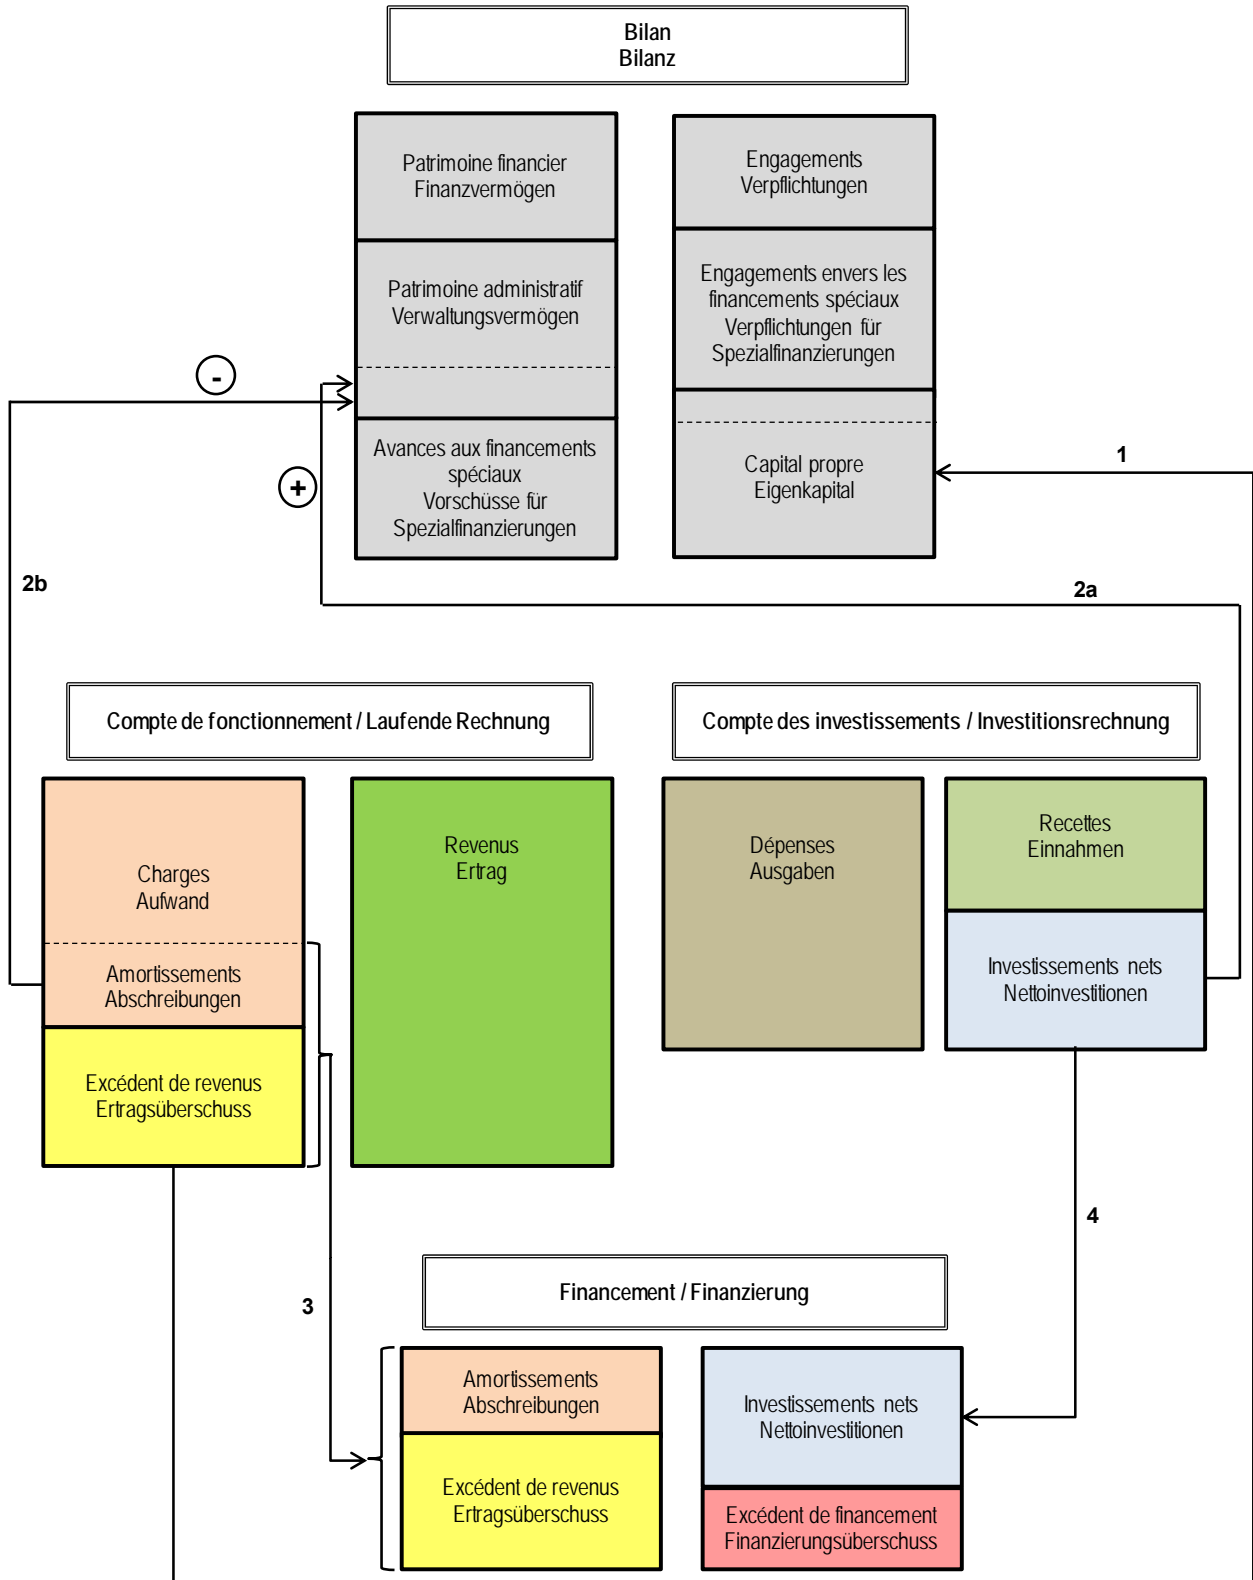 Bilan
Bilanz
Patrimoine financier
Finanzvermögen
Engagements
Verpflichtungen
Patrimoine administratif
Verwaltungsvermögen
Engagements envers les
financements spéciaux
Verpflichtungen für
Spezialfinanzierungen
-
+
Avances aux financements
spéciaux
Vorschüsse für
Spezialfinanzierungen
Capital propre
Eigenkapital
1
2b
2a
Compte de fonctionnement / Laufende Rechnung
Compte des investissements / Investitionsrechnung
Charges
Aufwand
Revenus
Ertrag
Dépenses
Ausgaben
Recettes
Einnahmen
Amortissements
Abschreibungen
Investissements nets
Nettoinvestitionen
Excédent de revenus
Ertragsüberschuss
4
3
Financement / Finanzierung
Amortissements
Abschreibungen
Investissements nets
Nettoinvestitionen
Excédent de revenus
Ertragsüberschuss
Excédent de financement
Finanzierungsüberschuss